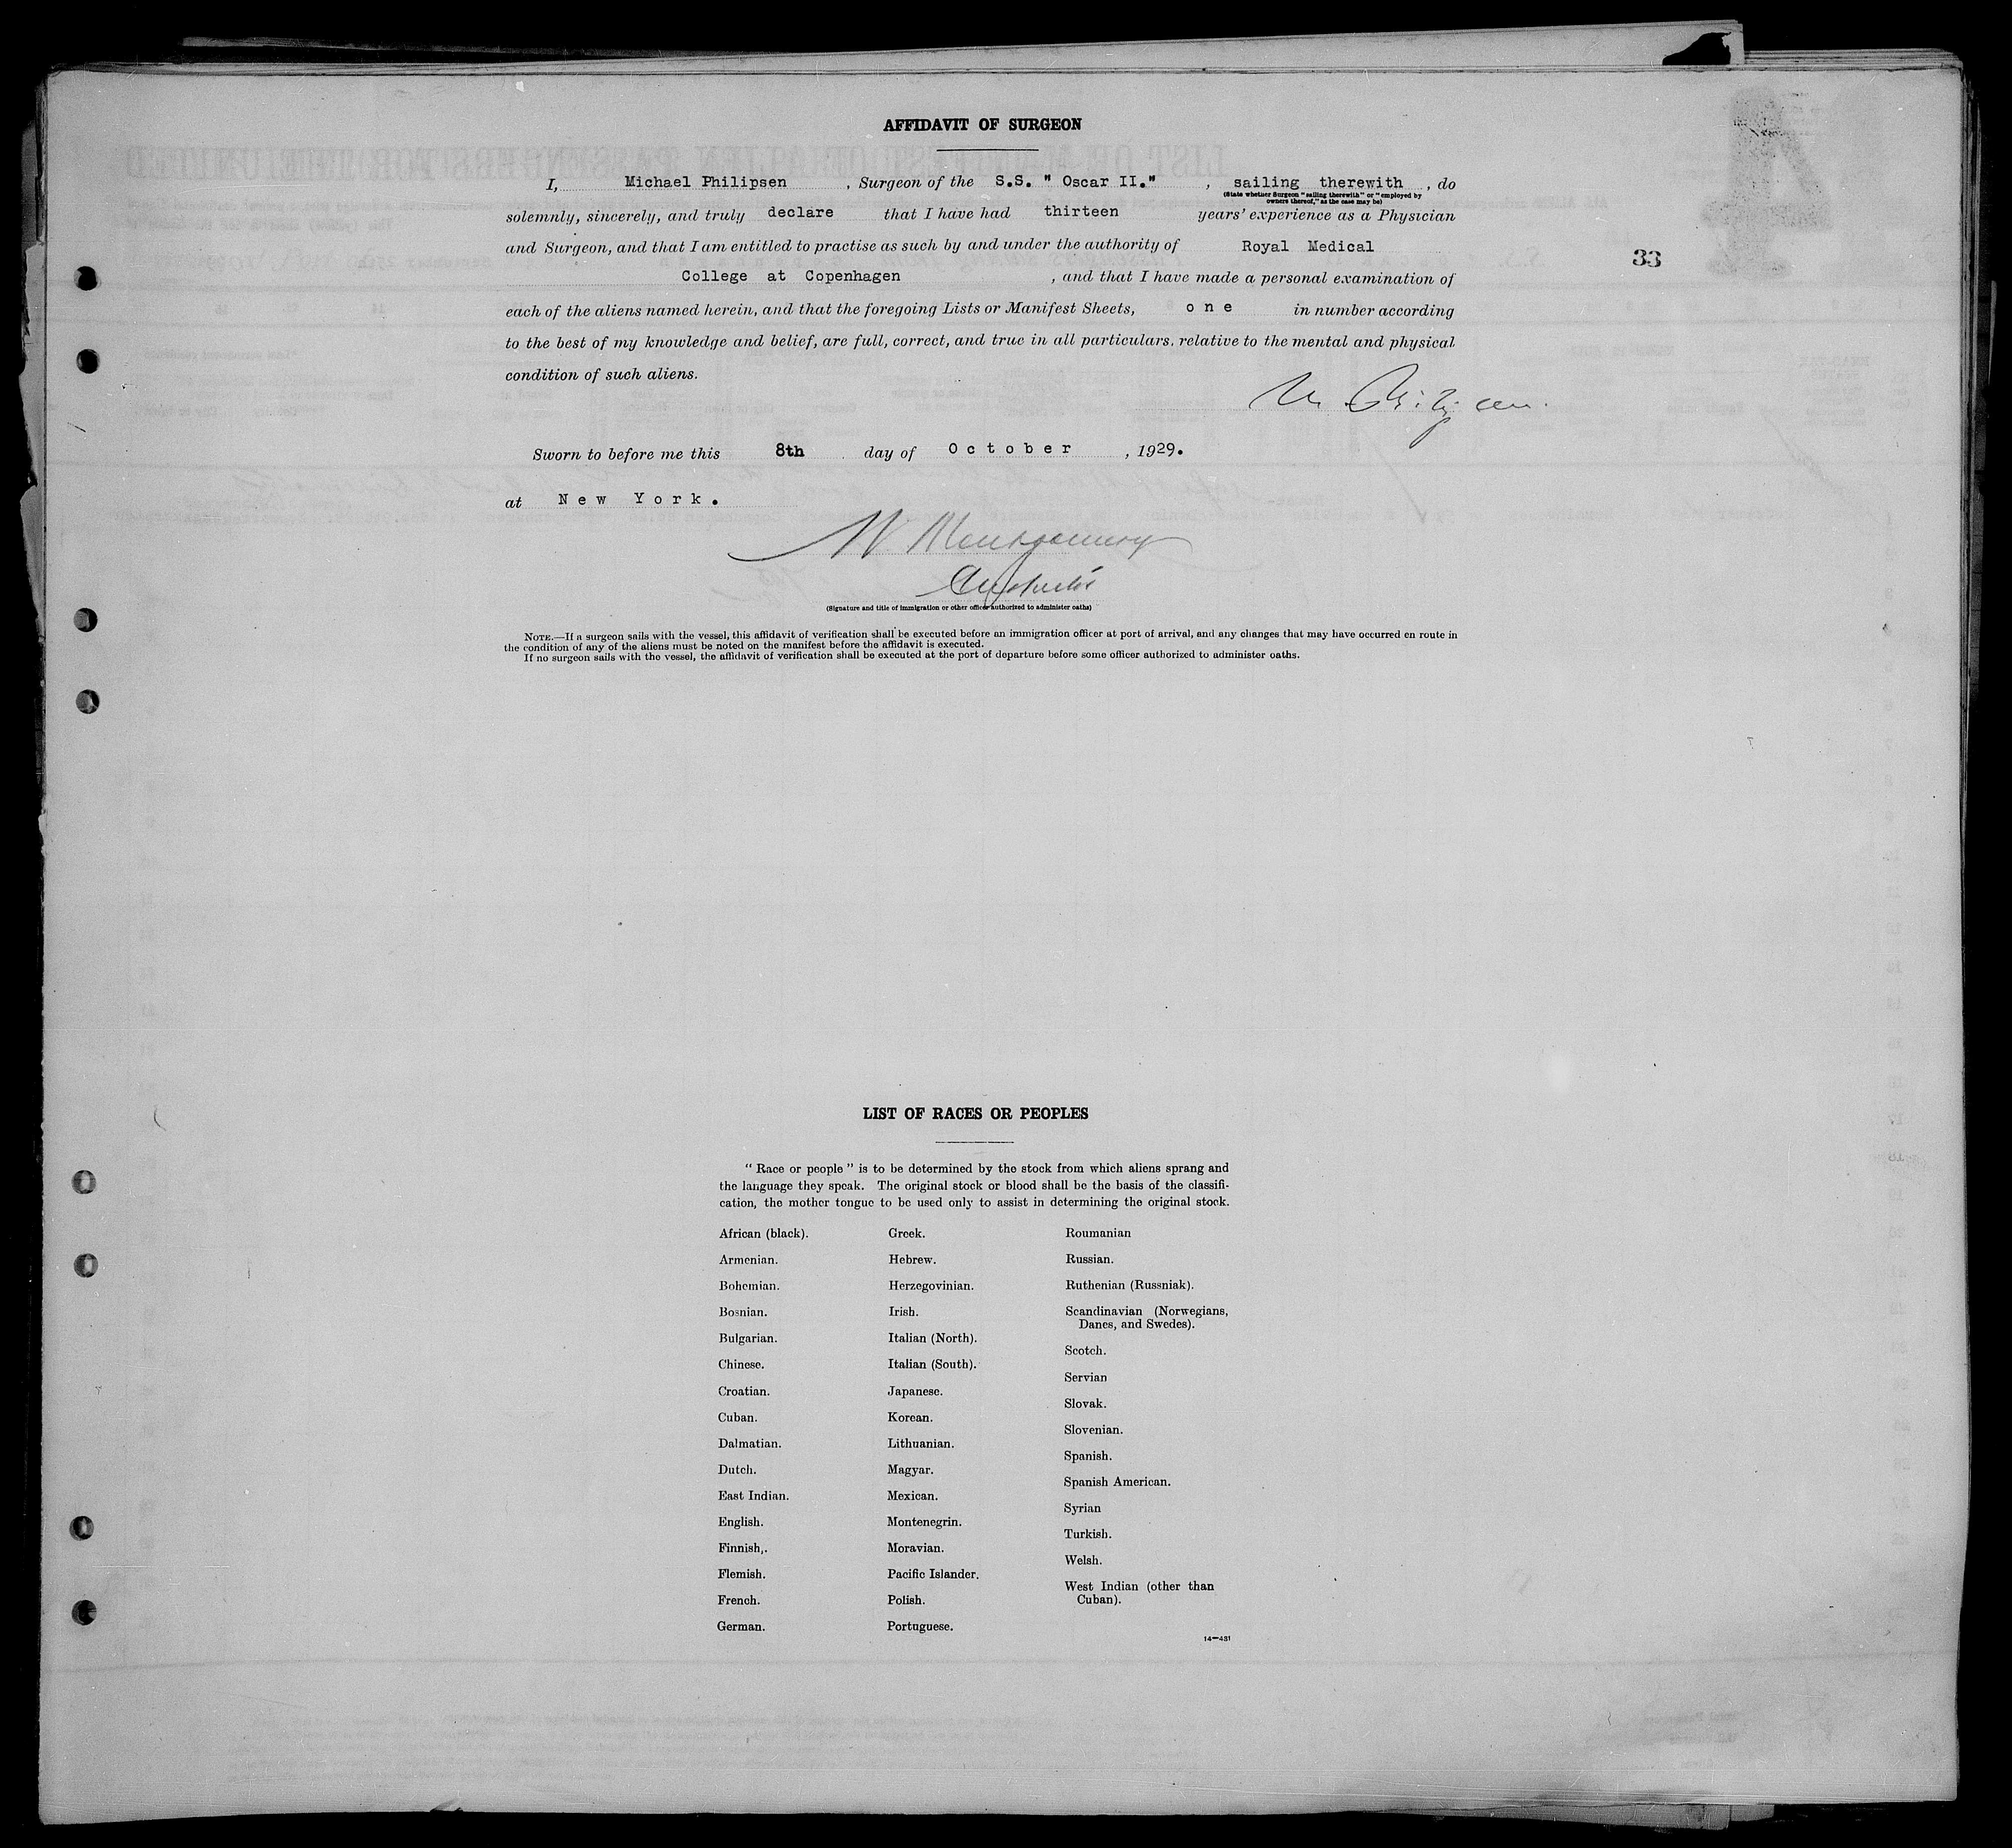 AFFIDAVIT OF SURGEON
I, Michael Philipsen , Surgeon of the S.S. " Oscar II." , sailing therewith , do
(State whether Surgeon "sailing therewith" or "employed by
owners thereof," as the case may be)
solemnly, sincerely, and truly declare that I have had thirteen years' experience as a Physician
and Surgeon, and that I am entitled to practise as such by and under the authority of Royal Medical
33
College at Copenhagen , and that I have made a personal examination of
each of the aliens named herein, and that the foregoing Lists or Manifest Sheets, one in number according
to the best of my knowledge and belief, are full, correct, and true in all particulars, relative to the mental and physical
condition of such aliens.
Sworn to before me this 8th day of October , 1929.
at New York.
W Montgomery
(Signature and title of immigration or other officer authorized to administer oaths)
NOTE.—If a surgeon sails with the vessel, this affidavit of verification shall be executed before an immigration officer at port of arrival, and any changes that may have occurred en route in
the condition of any of the aliens must be noted on the manifest before the affidavit is executed.
If no surgeon sails with the vessel, the affidavit of verification shall be executed at the port of departure before some officer authorized to administer oaths.
LIST OF RACES OR PEOPLES
" Race or people " is to be determined by the stock from which aliens sprang and
the language they speak. The original stock or blood shall be the basis of the classifi-
cation, the mother tongue to be used only to assist in determining the original stock.
African (black).
Armenian.
Bohemian.
Bosnian.
Bulgarian.
Chinese.
Croatian.
Cuban.
Dalmatian.
Dutch.
East Indian.
English.
Finnish,.
Flemish.
French.
German.
Greek.
Hebrew.
Herzegovinian.
Irish.
Italian (North).
Italian (South).
Japanese.
Korean.
Lithuanian.
Magyar.
Mexican.
Montenegrin.
Moravian.
Pacific Islander.
Polish.
Portuguese.
Roumanian
Russian.
Ruthenian (Russniak).
Scandinavian (Norwegians,
Danes, and Swedes).
Scotch.
Servian
Slovak.
Slovenian.
Spanish.
Spanish American.
Syrian
Turkish.
Welsh.
West Indian (other than
Cuban).
14—431